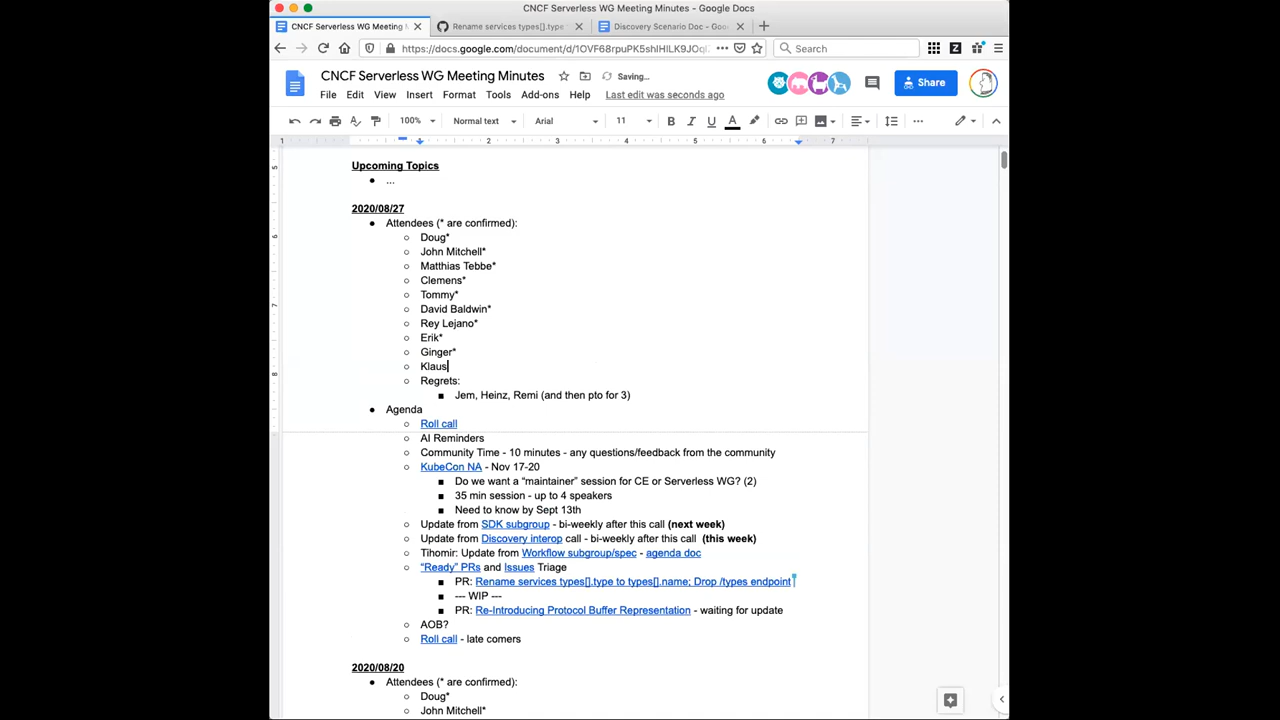 CNCF Serverless WG Meeting Minutes - Google Docs
CNCF Serverless WG Meeting M
Rename services types[].type
Discovery Scenario Doc - Goo
https://docs.google.com/document/d/1OVF68rpuPK5shIHILK9JOqlZ
Search
CNCF Serverless WG Meeting Minutes
Saving...
File Edit View Insert Format Tools Add-ons Help Last edit was seconds ago
Share
100% Normal text Arial 11 B I U A
1 1 2 3 4 5 6 7
Upcoming Topics
● ...
2020/08/27
● Attendees (* are confirmed):
○ Doug*
○ John Mitchell*
○ Matthias Tebbe*
○ Clemens*
○ Tommy*
○ David Baldwin*
○ Rey Lejano*
○ Erik*
○ Ginger*
○ Klaus
○ Regrets:
■ Jem, Heinz, Remi (and then pto for 3)
● Agenda
○ Roll call
○ AI Reminders
○ Community Time - 10 minutes - any questions/feedback from the community
○ KubeCon NA - Nov 17-20
■ Do we want a “maintainer” session for CE or Serverless WG? (2)
■ 35 min session - up to 4 speakers
■ Need to know by Sept 13th
○ Update from SDK subgroup - bi-weekly after this call (next week)
○ Update from Discovery interop call - bi-weekly after this call (this week)
○ Tihomir: Update from Workflow subgroup/spec - agenda doc
○ “Ready” PRs and Issues Triage
■ PR: Rename services types[].type to types[].name; Drop /types endpoint
■ --- WIP ---
■ PR: Re-Introducing Protocol Buffer Representation - waiting for update
○ AOB?
○ Roll call - late comers
2020/08/20
● Attendees (* are confirmed):
○ Doug*
○ John Mitchell*